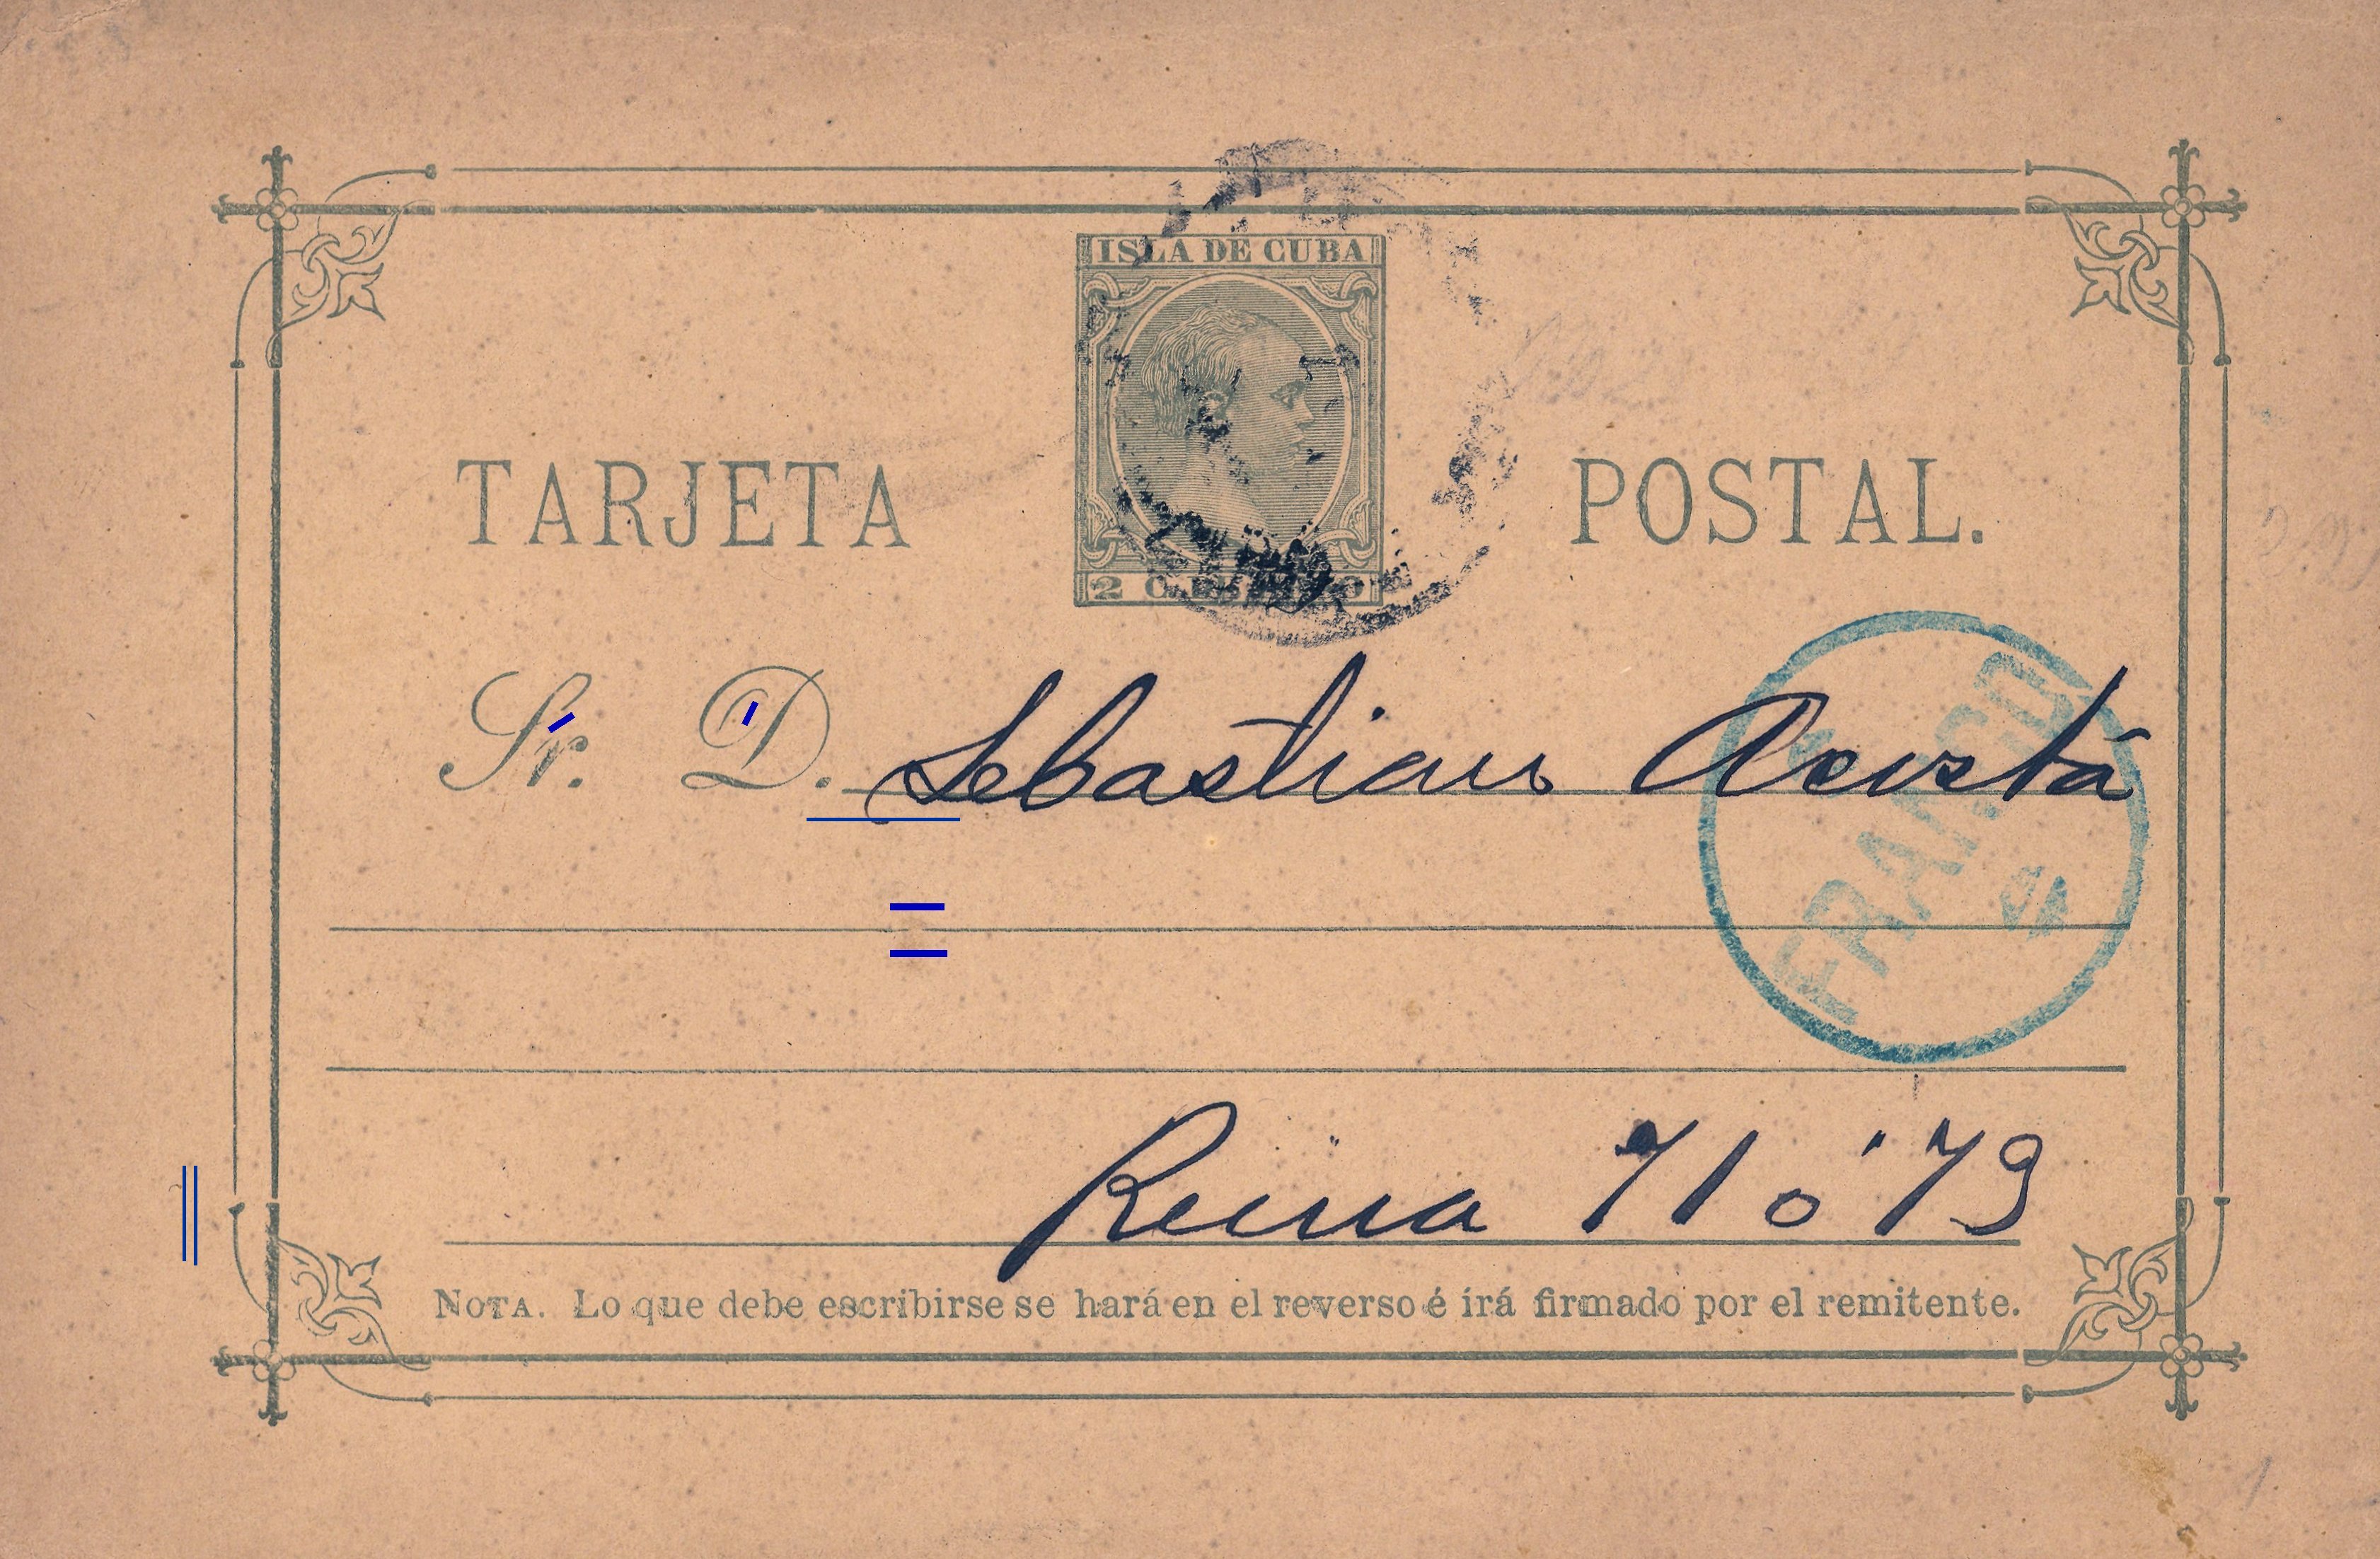 ISLA DE CUBA
TARJETA POSTAL.
2 C.
Sr. D. Sebastian Acosta
FRANCO
Reina 71 ó 79
NOTA. Lo que debe escribirse se hará en el reverso é irá firmado por el remitente.